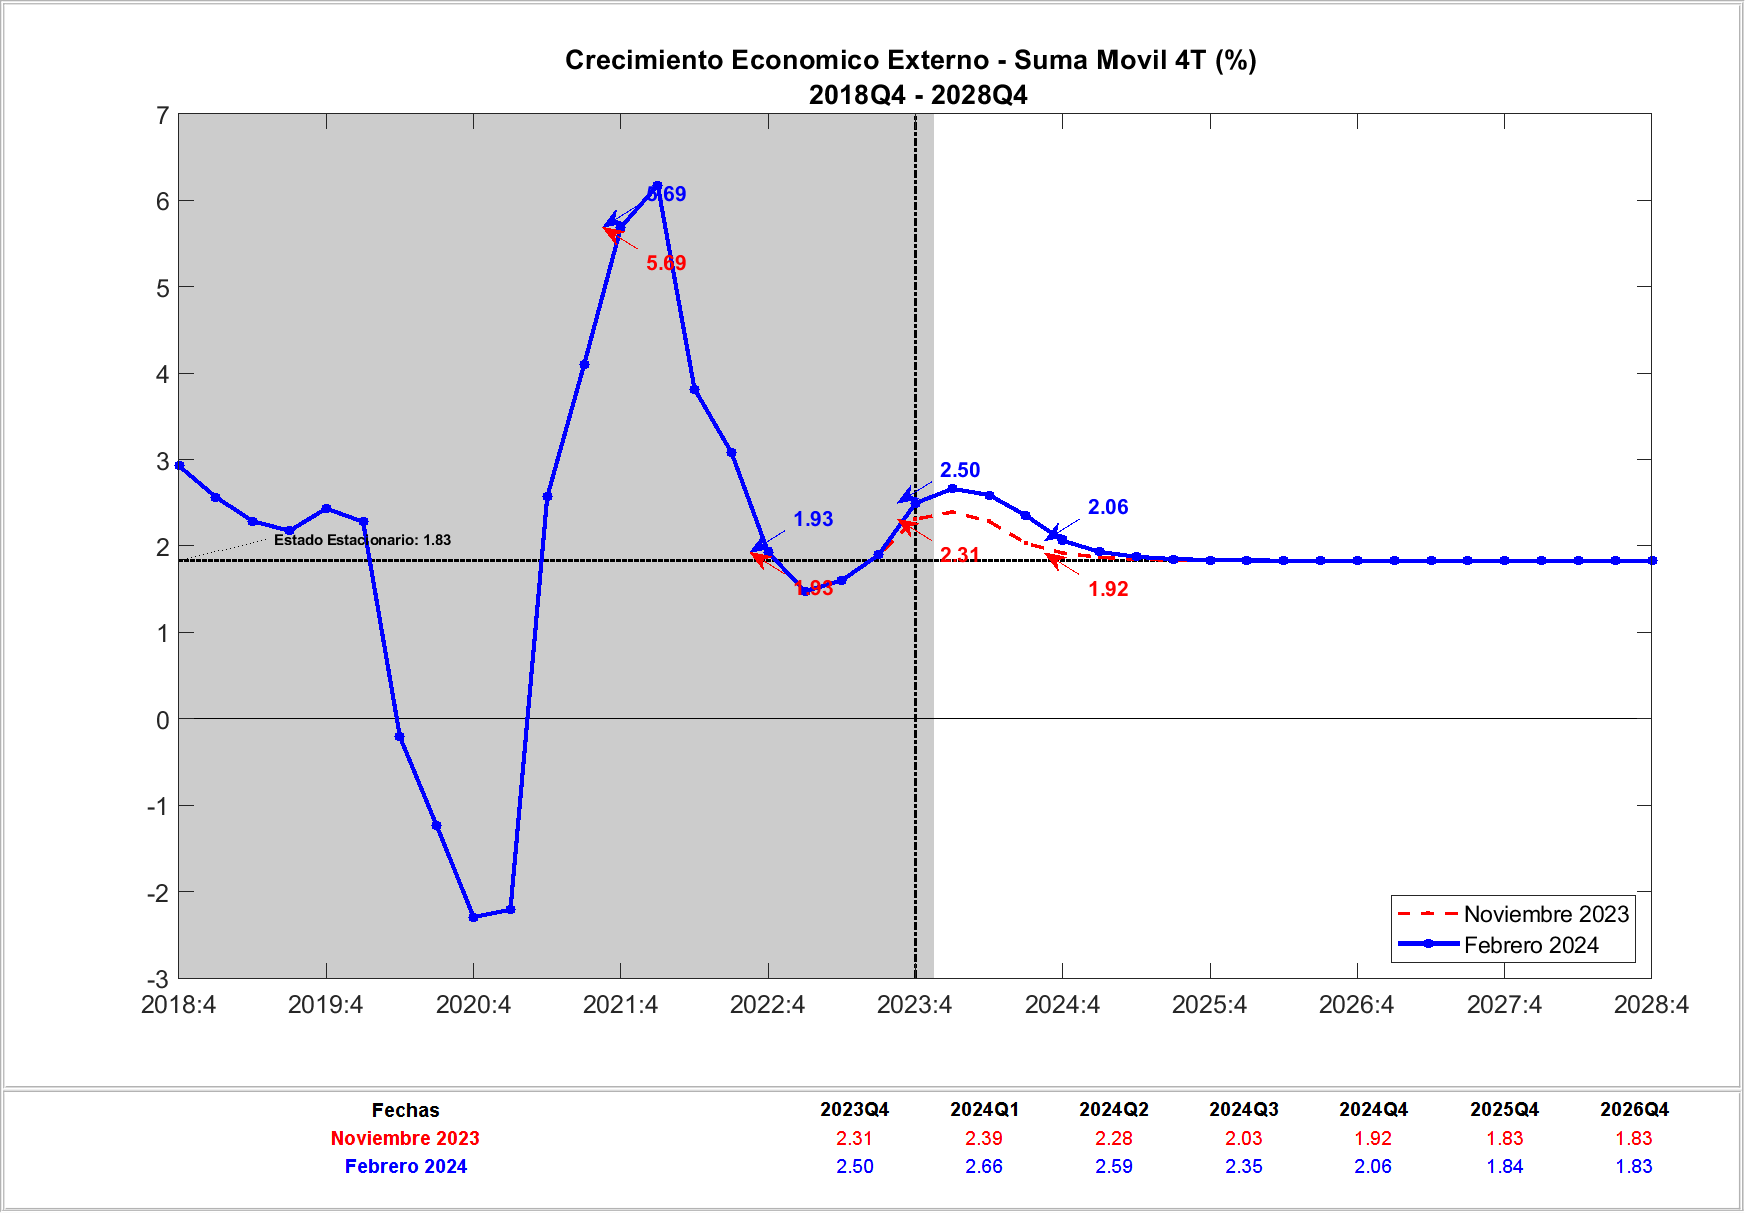 Crecimiento Economico Externo - Suma Movil 4T (%)
2018Q4 - 2028Q4
7
6
5
4
3
2
1
0
-1
-2
-3
5.69
5.69
1.93
1.93
2.50
2.31
2.06
1.92
Estado Estacionario: 1.83
Noviembre 2023
Febrero 2024
2018:4 2019:4 2020:4 2021:4 2022:4 2023:4 2024:4 2025:4 2026:4 2027:4 2028:4
Fechas 2023Q4 2024Q1 2024Q2 2024Q3 2024Q4 2025Q4 2026Q4
Noviembre 2023 2.31 2.39 2.28 2.03 1.92 1.83 1.83
Febrero 2024 2.50 2.66 2.59 2.35 2.06 1.84 1.83